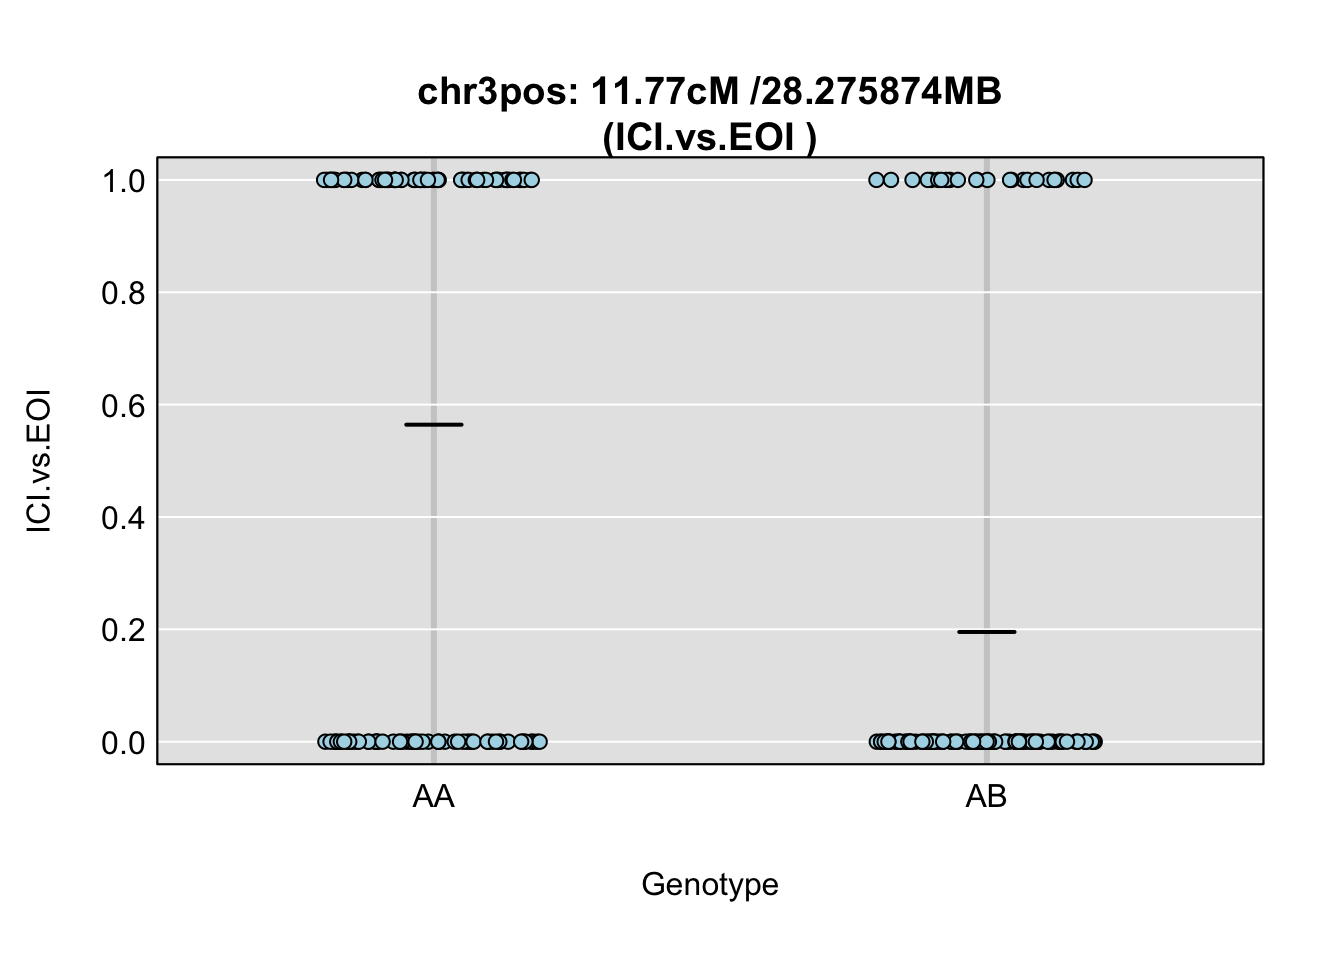 chr3pos: 11.77cM /28.275874MB
(ICI.vs.EOI )
1.0
0.8
0.6
0.4
0.2
0.0
ICI.vs.EOI
AA
AB
Genotype